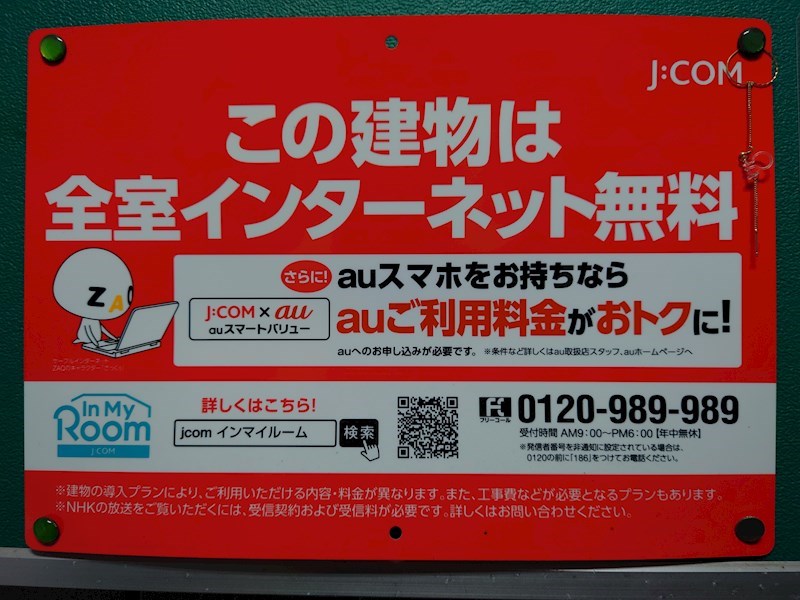 J:COM
この建物は
全室インターネット無料
さらに!
auスマホをお持ちなら
J:COM×au
auスマートバリュー
auご利用料金がおトクに!
auへのお申し込みが必要です。 ※条件など詳しくはau取扱店スタッフ、auホームページへ
ZAQ
ケーブルインターネット
In My Room
J:COM
詳しくはこちら!
jcom インマイルーム 検索
フリーコール
0120-989-989
受付時間 AM9:00~PM6:00【年中無休】
※発信者番号を非通知に設定されている場合は、
0120の前に「186」をつけてお電話ください。
※建物の導入プランにより、ご利用いただける内容・料金が異なります。また、工事費などが必要となるプランもあります。
※NHKの放送をご覧いただくには、受信契約および受信料が必要です。詳しくはお問い合わせください。